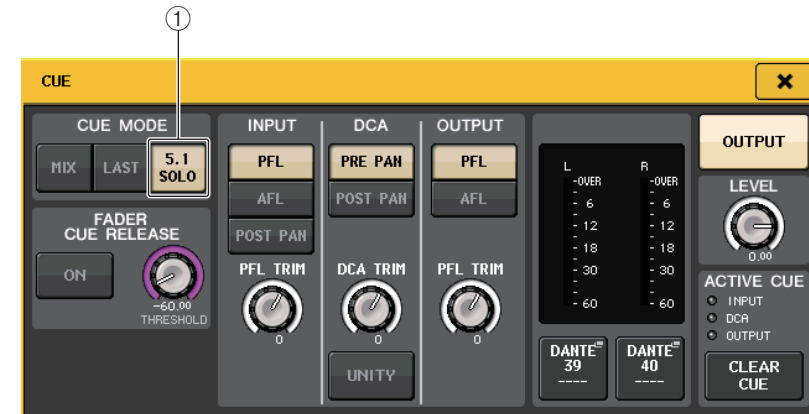 ①
CUE
CUE MODE
MIX
LAST
5.1
SOLO
FADER
CUE RELEASE
ON
-60.00
THRESHOLD
INPUT
PFL
AFL
POST PAN
PFL TRIM
0
DCA
PRE PAN
POST PAN
DCA TRIM
0
UNITY
OUTPUT
PFL
AFL
PFL TRIM
0
L R
-OVER -OVER
- 6 - 6
- 12 - 12
- 18 - 18
- 30 - 30
- 60 - 60
DANTE
39
----
DANTE
40
----
OUTPUT
LEVEL
0.00
ACTIVE CUE
INPUT
DCA
OUTPUT
CLEAR
CUE